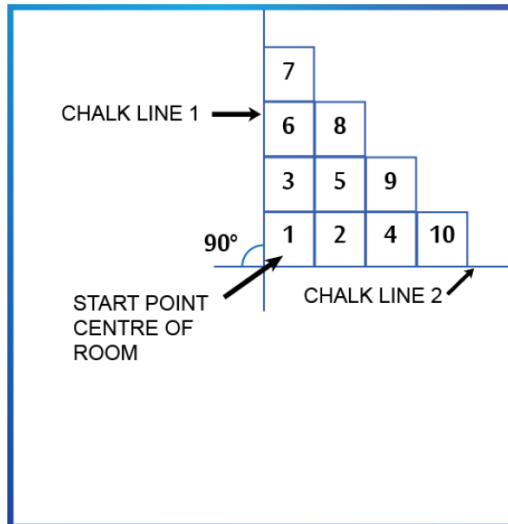 7
CHALK LINE 1
6 8
3 5 9
90°
1 2 4 10
START POINT
CENTRE OF
ROOM
CHALK LINE 2